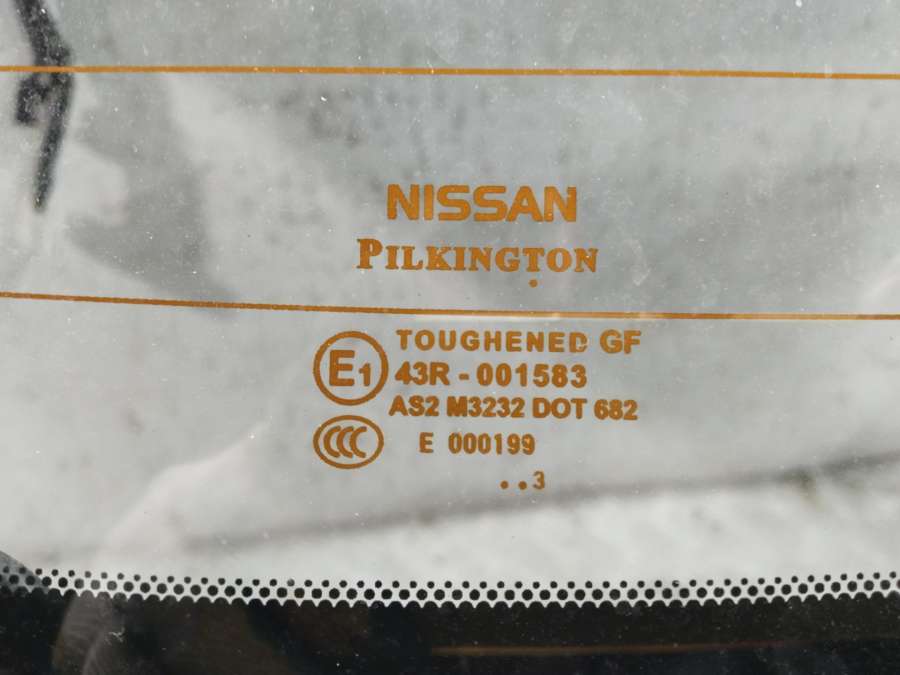 NISSAN
PILKINGTON
TOUGHENED GF
E1 43R - 001583
AS2 M3232 DOT 682
CCC E 000199
..3